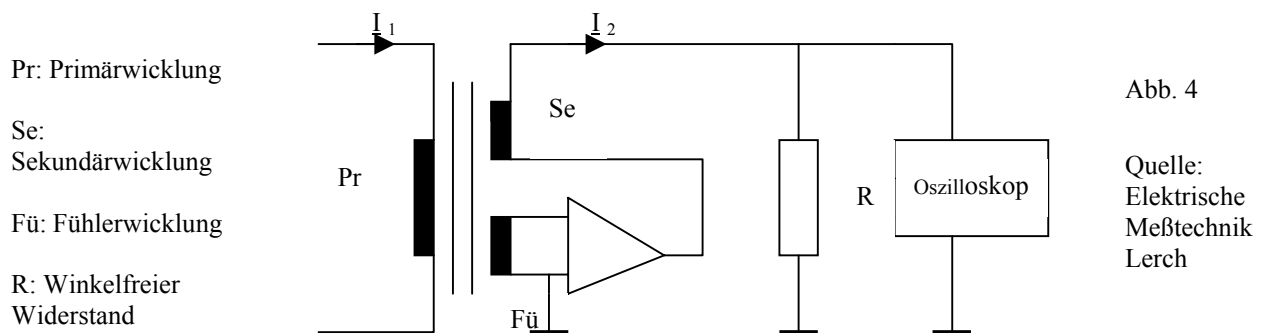 I 1
I 2
Pr: Primärwicklung
Se:
Sekundärwicklung
Fü: Fühlerwicklung
R: Winkelfreier
Widerstand
Pr
Se
Fü
R
Oszilloskop
Abb. 4
Quelle:
Elektrische
Meßtechnik
Lerch